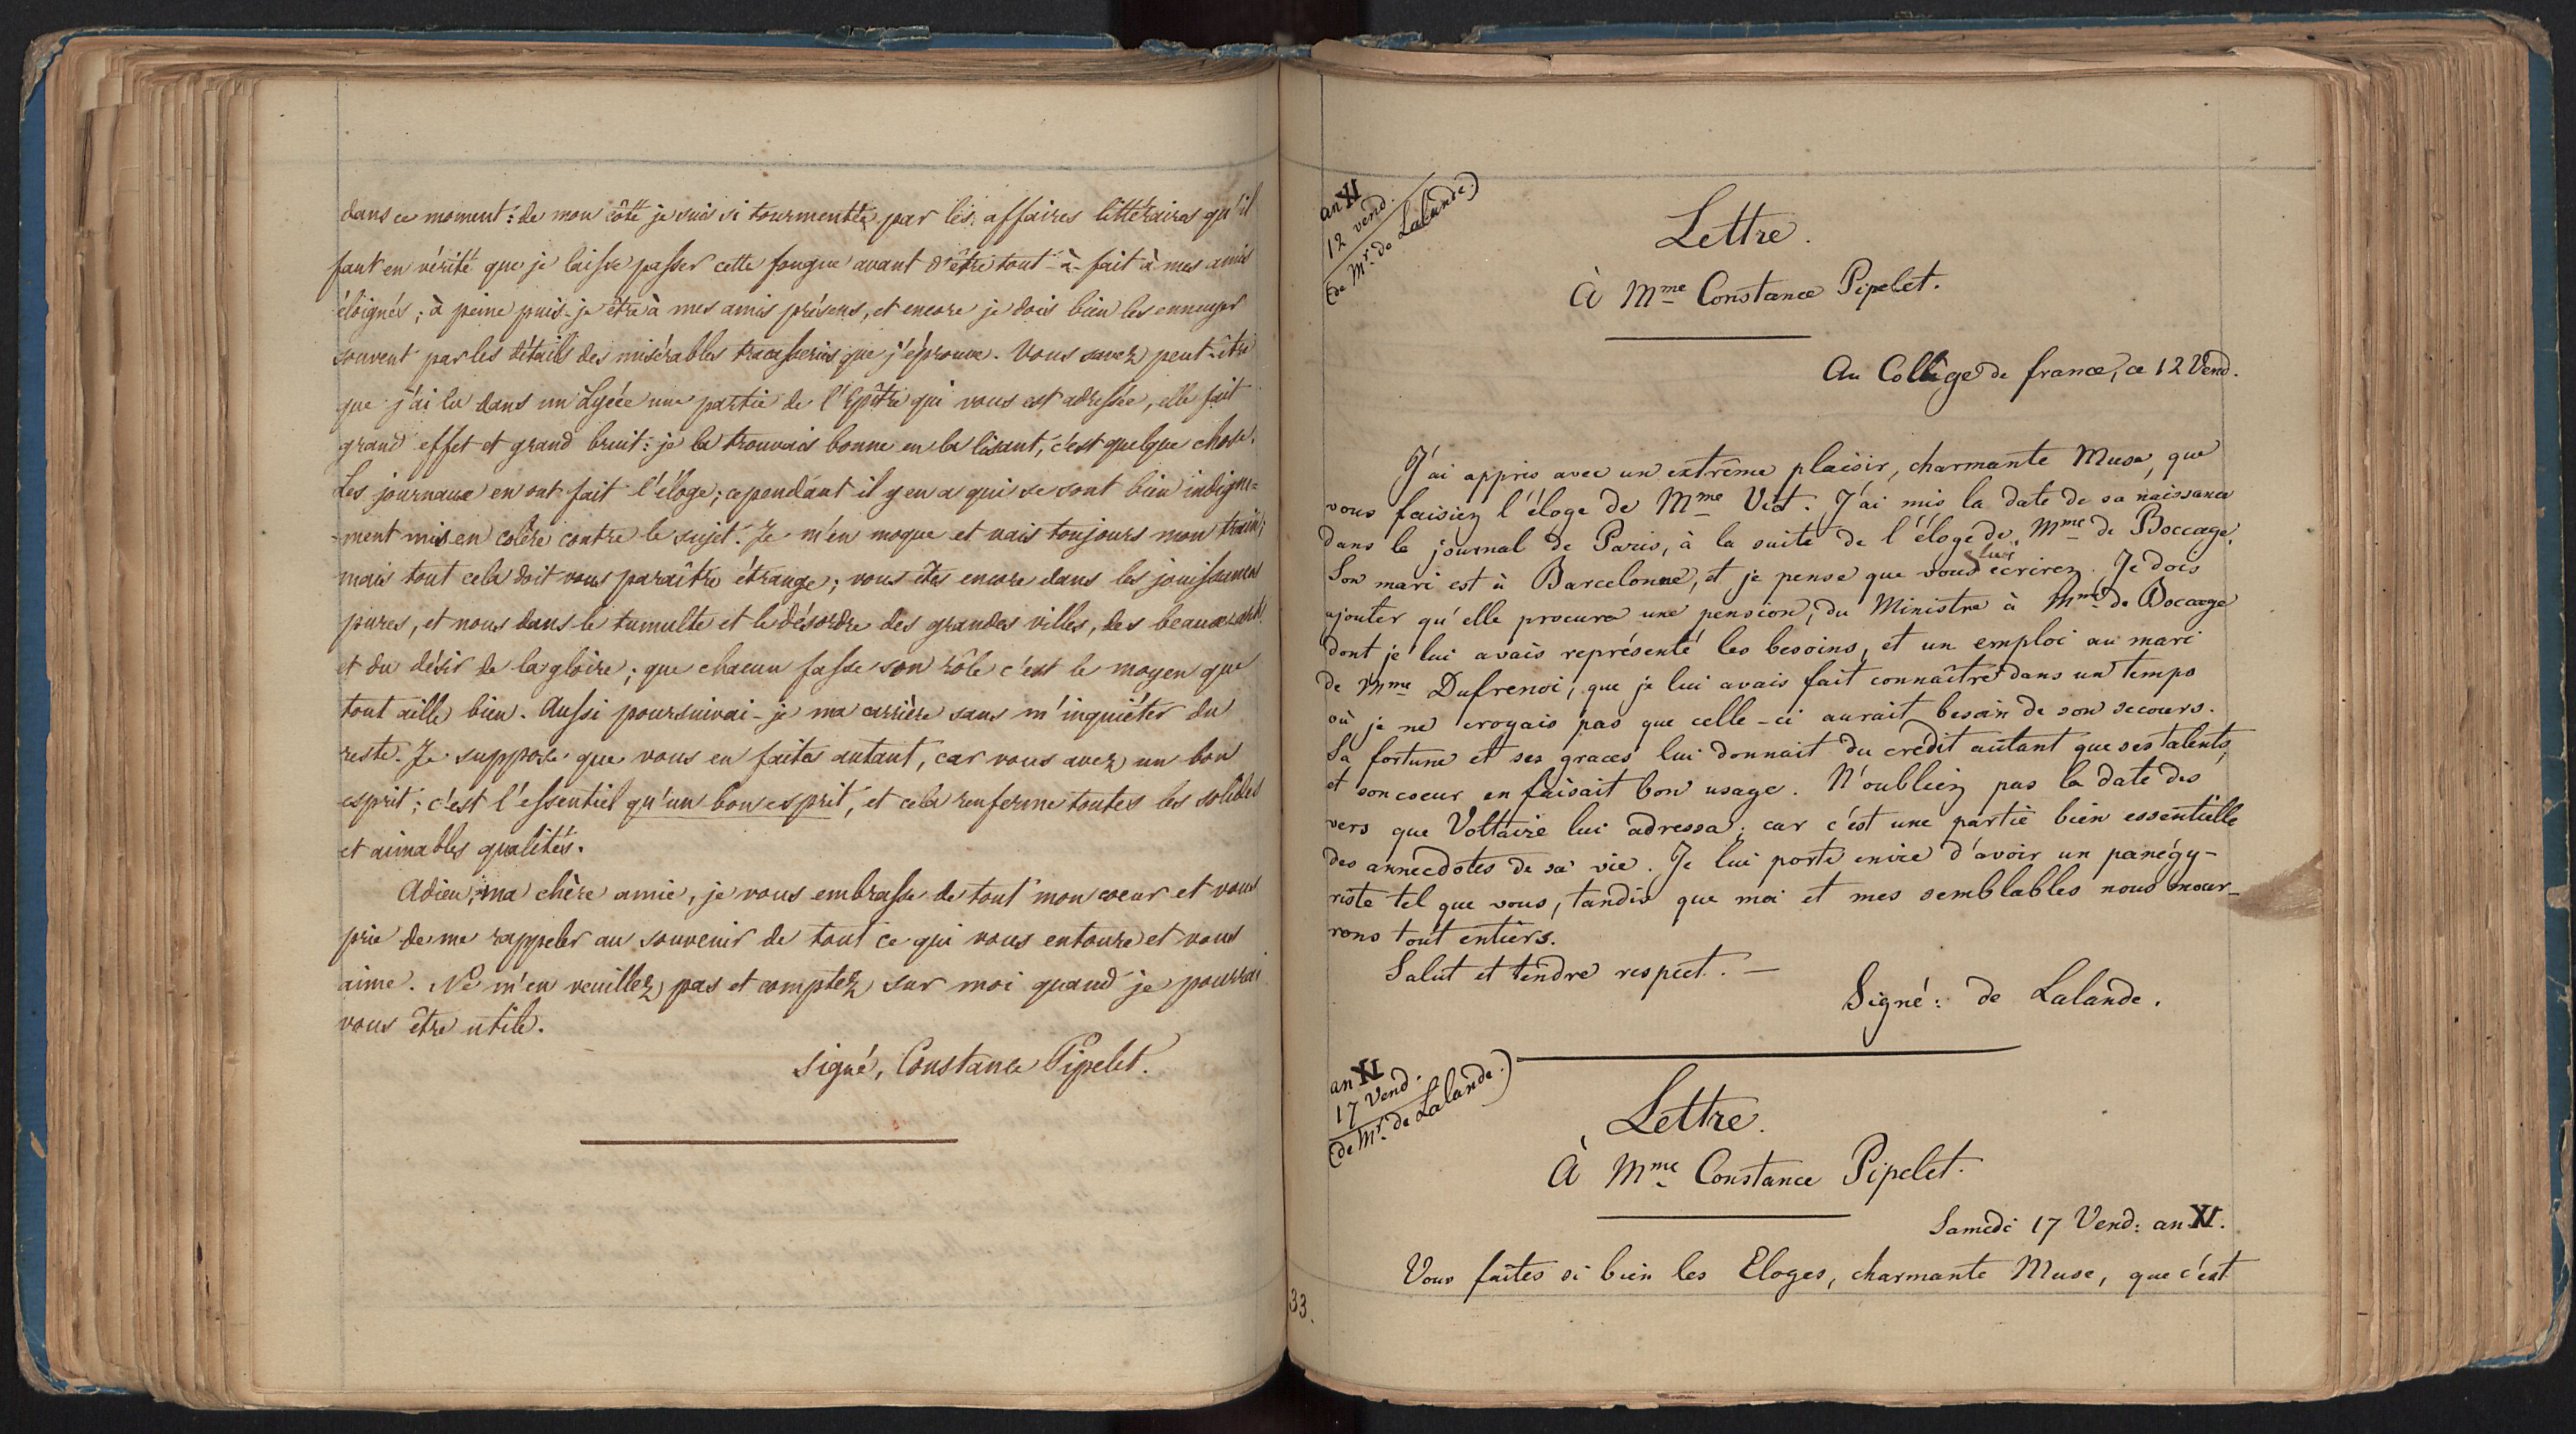 dans ce moment : de mon côté je suis si tourmentée par les affaires littéraires qu'il
faut en vérité que je laisse passer cette fougue avant d'être tout-à-fait à mes amis
éloignés ; à peine puis-je être à mes amis présens, et encore je dois bien les ennuyer
souvent par les détails des misérables tracasseries que j'éprouve. Vous savez peut-être
que j'ai lu dans un Lycée une partie de l'Epître qui vous est adressée, elle fait
grand effet et grand bruit : je la trouvais bonne en la lisant, c'est quelque chose.
Les journaux en ont fait l'éloge ; cependant il y en a qui se sont bien indigne=
-ment mis en colère contre le sujet. Je m'en moque et vais toujours mon train ;
mais tout cela doit vous paraître étrange ; vous êtes encore dans les jouissances
pures, et nous dans le tumulte et le désordre des grandes villes, des beaux arts
et du désir de la gloire ; que chacun fasse son rôle c'est le moyen que
tout aille bien. Aussi poursuivai-je ma carrière sans m'inquiéter du
reste. Je suppose que vous en faites autant, car vous avez un bon
esprit ; c'est l'essentiel qu'un bon esprit, et cela renferme toutes les solides
et aimables qualités.
Adieu, ma chère amie, je vous embrasse de tout mon coeur et vous
prie de me rappeler au souvenir de tout ce qui vous entoure et vous
aime. Ne m'en veuillez pas et comptez sur moi quand je pourrai
vous être utile.
Signé, Constance Pipelet.
an XI
12 vend.
(de Mr. de Lalande.)
Lettre.
À Mme Constance Pipelet.
Au Collège de france, ce 12 Vend.
J'ai appris avec un extrême plaisir, charmante Muse, que
vous faisiez l'éloge de Mme Viot. J'ai mis la date de sa naissance
dans le journal de Paris, à la suite de l'éloge de Mme de Boccage.
Son mari est à Barcelonne, et je pense que vous lui écrirez. Je dois
ajouter qu'elle procura une pension, du Ministre à Mme de Bocage
dont je lui avais représenté les besoins, et un emploi au mari
de Mme Dufrenoi, que je lui avais fait connaître dans un temps
où je ne croyais pas que celle-ci aurait besoin de son secours.
Sa fortune et ses graces lui donnait du crédit autant que ses talents,
et son coeur en faisait bon usage. N'oubliez pas la date des
vers que Voltaire lui adressa ; car c'est une partie bien essentielle
des annecdotes de sa vie. Je lui porte envie d'avoir un panégy-
riste tel que vous, tandis que moi et mes semblables nous mour-
rons tout entiers.
Salut et tendre respect. —
Signé : de Lalande.
an XI
17 Vend.
(de Mr. de Lalande.)
Lettre.
À Mme Constance Pipelet.
Samedi 17 Vend : an XI.
Vous faites si bien les Eloges, charmante Muse, que c'est
33.